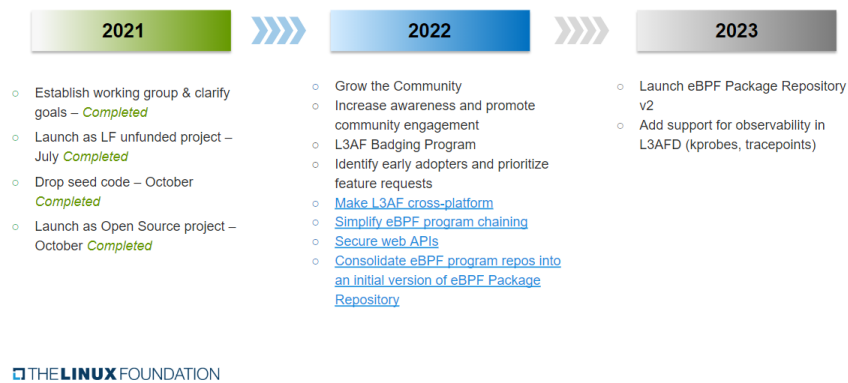 2021
Establish working group & clarify
goals – Completed
Launch as LF unfunded project –
July Completed
Drop seed code – October
Completed
Launch as Open Source project –
October Completed
2022
Grow the Community
Increase awareness and promote
community engagement
L3AF Badging Program
Identify early adopters and prioritize
feature requests
Make L3AF cross-platform
Simplify eBPF program chaining
Secure web APIs
Consolidate eBPF program repos into
an initial version of eBPF Package
Repository
2023
Launch eBPF Package Repository
v2
Add support for observability in
L3AFD (kprobes, tracepoints)
THE LINUX FOUNDATION